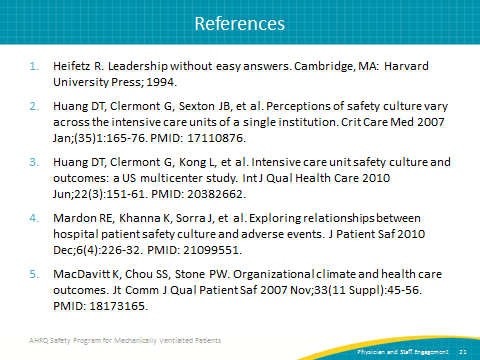 References
1. Heifetz R. Leadership without easy answers. Cambridge, MA: Harvard
University Press; 1994.
2. Huang DT, Clermont G, Sexton JB, et al. Perceptions of safety culture vary
across the intensive care units of a single institution. Crit Care Med 2007
Jan;(35)1:165-76. PMID: 17110876.
3. Huang DT, Clermont G, Kong L, et al. Intensive care unit safety culture and
outcomes: a US multicenter study. Int J Qual Health Care 2010
Jun;22(3):151-61. PMID: 20382662.
4. Mardon RE, Khanna K, Sorra J, et al. Exploring relationships between
hospital patient safety culture and adverse events. J Patient Saf 2010
Dec;6(4):226-32. PMID: 21099551.
5. MacDavitt K, Chou SS, Stone PW. Organizational climate and health care
outcomes. Jt Comm J Qual Patient Saf 2007 Nov;33(11 Suppl):45-56.
PMID: 18173165.
AHRQ Safety Program for Mechanically Ventilated Patients
Physician and Staff Engagement 21